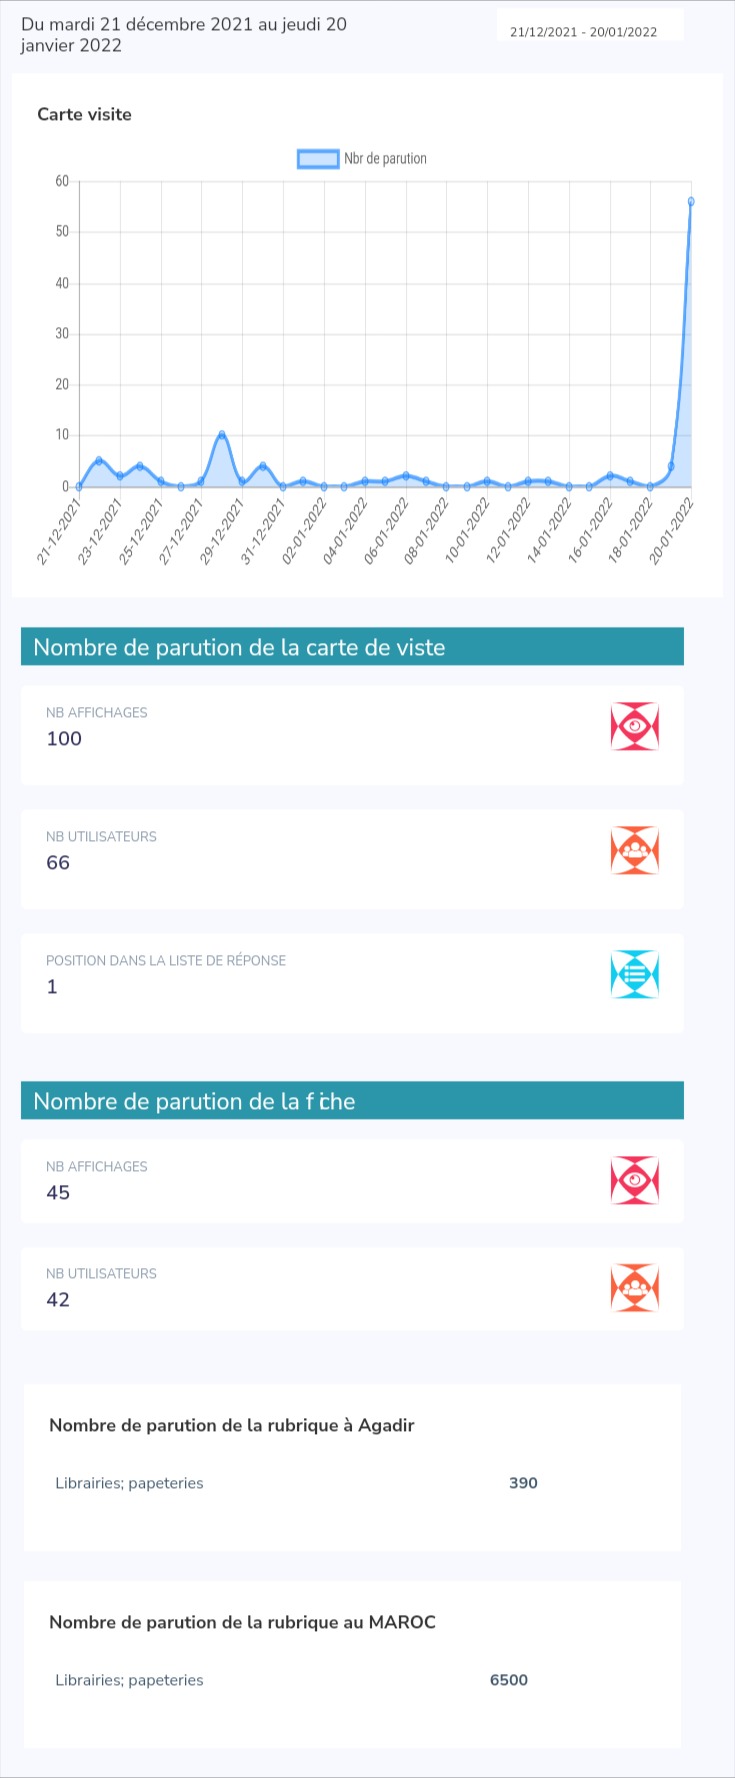 Du mardi 21 décembre 2021 au jeudi 20
janvier 2022
21/12/2021 - 20/01/2022
Carte visite
Nbr de parution
60
50
40
30
20
10
0
21-12-2021
23-12-2021
25-12-2021
27-12-2021
29-12-2021
31-12-2021
02-01-2022
04-01-2022
06-01-2022
08-01-2022
10-01-2022
12-01-2022
14-01-2022
16-01-2022
18-01-2022
20-01-2022
Nombre de parution de la carte de viste
NB AFFICHAGES
100
NB UTILISATEURS
66
POSITION DANS LA LISTE DE RÉPONSE
1
Nombre de parution de la fiche
NB AFFICHAGES
45
NB UTILISATEURS
42
Nombre de parution de la rubrique à Agadir
Librairies; papeteries 390
Nombre de parution de la rubrique au MAROC
Librairies; papeteries 6500